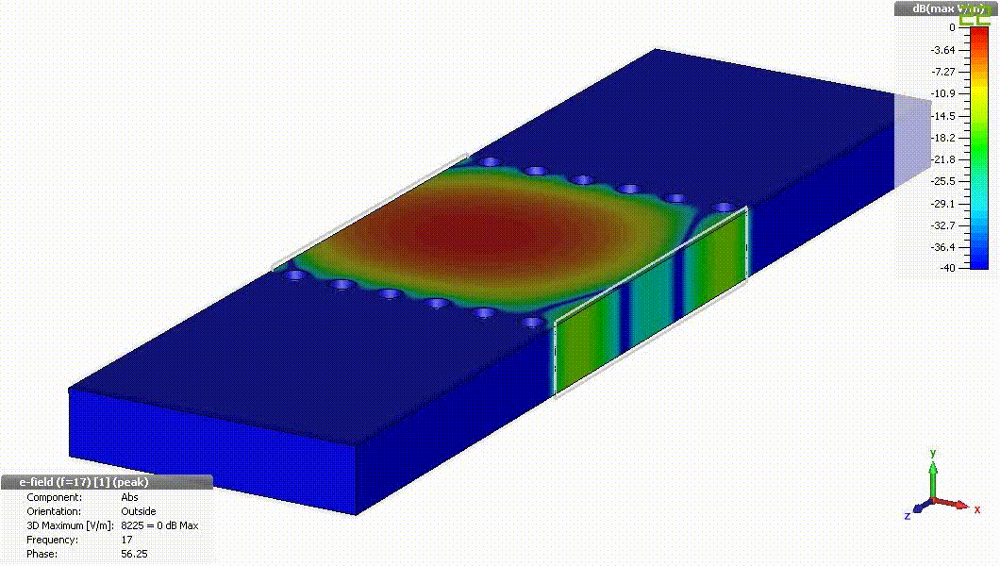 dB(max V/m)
22
0
-3.64
-7.27
-10.9
-14.5
-18.2
-21.8
-25.5
-29.1
-32.7
-36.4
-40
e-field (f=17) [1] (peak)
Component: Abs
Orientation: Outside
3D Maximum [V/m]: 8225 = 0 dB Max
Frequency: 17
Phase: 56.25
y
z
x